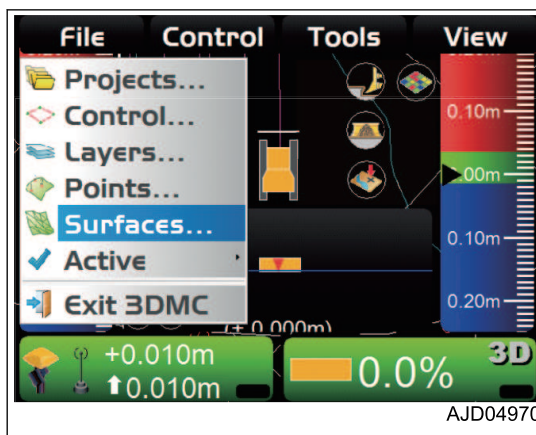 File Control Tools View
Projects...
Control...
Layers...
Points...
Surfaces...
Active
Exit 3DMC
0.10m
.00m
0.10m
0.20m
(± 0.000m)
+0.010m
0.010m
0.0%
3D
AJD04970